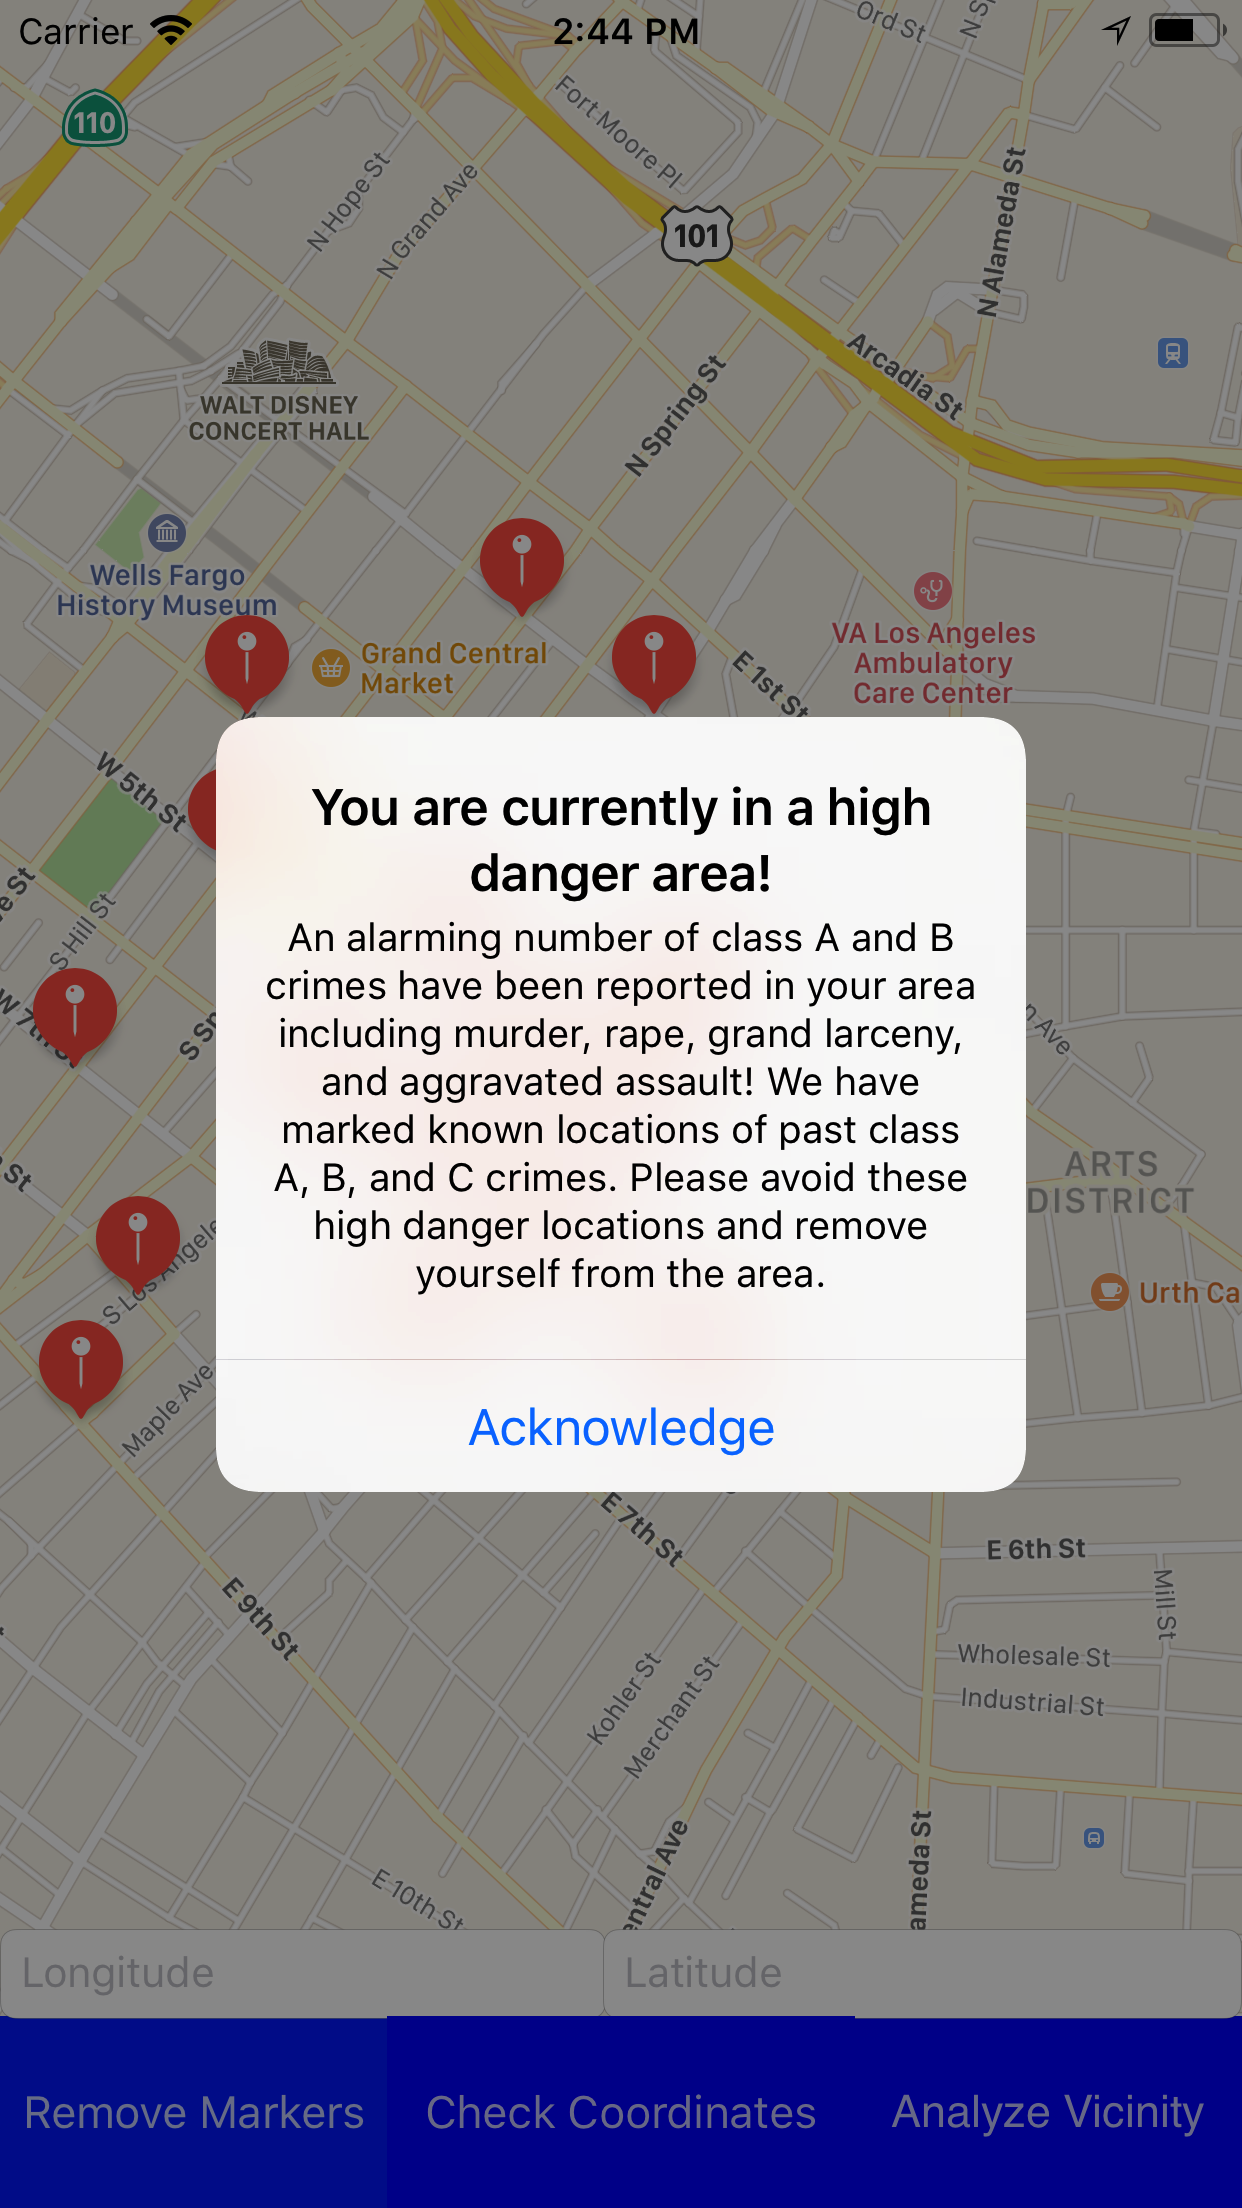 Carrier
2:44 PM
Ord St
110
Fort Moore Pl
N Hope St
N Grand Ave
N Alameda St
101
Arcadia St
WALT DISNEY
CONCERT HALL
N Spring St
Wells Fargo
History Museum
Grand Central
Market
VA Los Angeles
Ambulatory
Care Center
E 1st St
W 5th St
You are currently in a high
danger area!
An alarming number of class A and B
crimes have been reported in your area
including murder, rape, grand larceny,
and aggravated assault! We have
marked known locations of past class
A, B, and C crimes. Please avoid these
high danger locations and remove
yourself from the area.
Acknowledge
S Hill St
ARTS
DISTRICT
S Los Angele
Urth Ca
Maple Ave
E 7th St
E 6th St
Mill St
E 9th St
Wholesale St
Industrial St
Kohler St
Merchant St
entral Ave
ameda St
E 10th St
Longitude
Latitude
Remove Markers
Check Coordinates
Analyze Vicinity